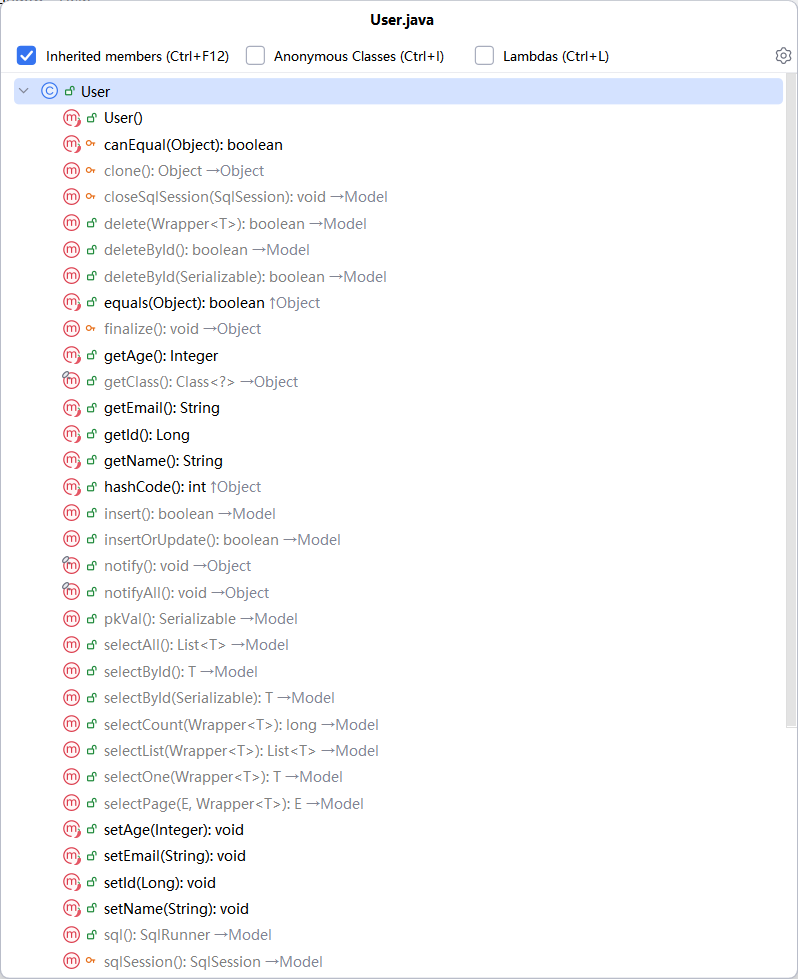 User.java
Inherited members (Ctrl+F12) Anonymous Classes (Ctrl+I) Lambdas (Ctrl+L)
User
User()
canEqual(Object): boolean
clone(): Object →Object
closeSqlSession(SqlSession): void →Model
delete(Wrapper<T>): boolean →Model
deleteById(): boolean →Model
deleteById(Serializable): boolean →Model
equals(Object): boolean ↑Object
finalize(): void →Object
getAge(): Integer
getClass(): Class<?> →Object
getEmail(): String
getId(): Long
getName(): String
hashCode(): int ↑Object
insert(): boolean →Model
insertOrUpdate(): boolean →Model
notify(): void →Object
notifyAll(): void →Object
pkVal(): Serializable →Model
selectAll(): List<T> →Model
selectById(): T →Model
selectById(Serializable): T →Model
selectCount(Wrapper<T>): long →Model
selectList(Wrapper<T>): List<T> →Model
selectOne(Wrapper<T>): T →Model
selectPage(E, Wrapper<T>): E →Model
setAge(Integer): void
setEmail(String): void
setId(Long): void
setName(String): void
sql(): SqlRunner →Model
sqlSession(): SqlSession →Model